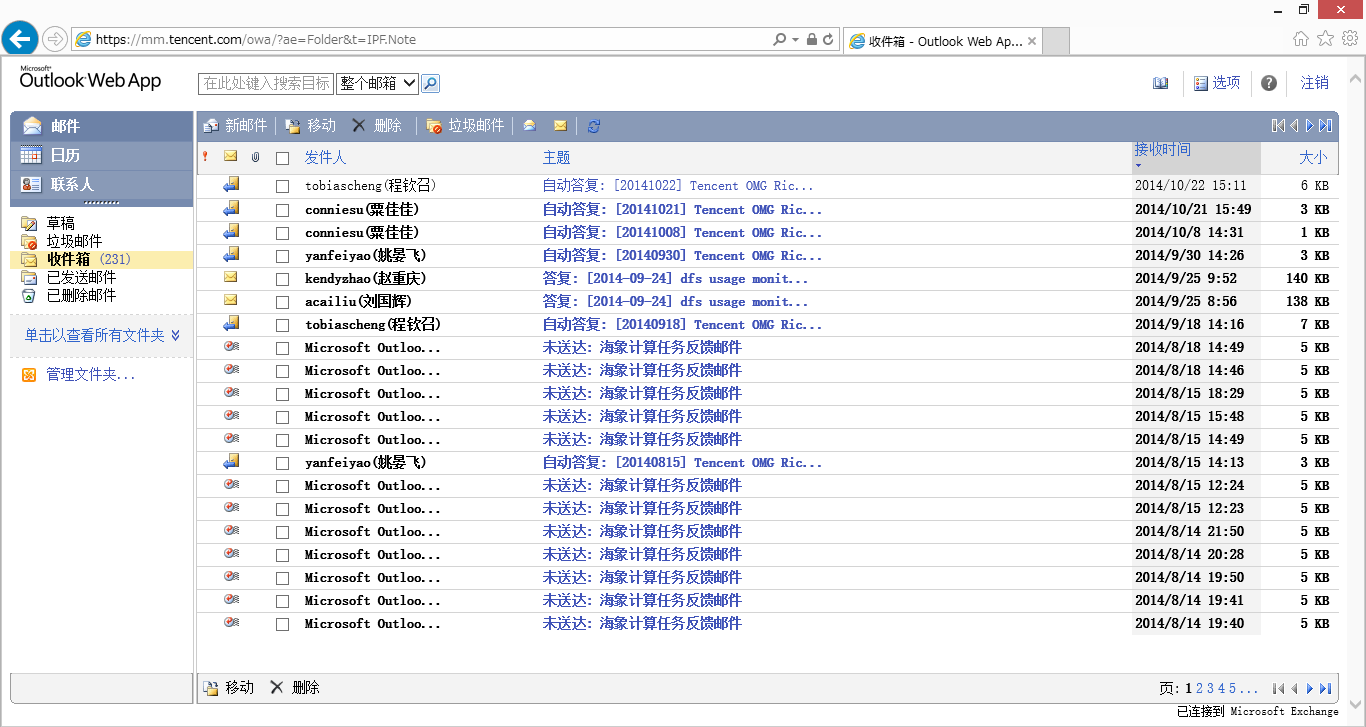 https://mm.tencent.com/owa/?ae=Folder&t=IPF.Note
收件箱 - Outlook Web Ap...
Microsoft
Outlook Web App
在此处键入搜索目标 整个邮箱 选项 注销
邮件
日历
联系人
草稿
垃圾邮件
收件箱 (231)
已发送邮件
已删除邮件
单击以查看所有文件夹
管理文件夹...
新邮件 移动 删除 垃圾邮件
发件人 主题 接收时间 大小
tobiascheng(程钦召) 自动答复: [20141022] Tencent OMG Ric... 2014/10/22 15:11 6 KB
conniesu(粟佳佳) 自动答复: [20141021] Tencent OMG Ric... 2014/10/21 15:49 3 KB
conniesu(粟佳佳) 自动答复: [20141008] Tencent OMG Ric... 2014/10/8 14:31 1 KB
yanfeiyao(姚晏飞) 自动答复: [20140930] Tencent OMG Ric... 2014/9/30 14:26 3 KB
kendyzhao(赵重庆) 答复: [2014-09-24] dfs usage monit... 2014/9/25 9:52 140 KB
acailiu(刘国辉) 答复: [2014-09-24] dfs usage monit... 2014/9/25 8:56 138 KB
tobiascheng(程钦召) 自动答复: [20140918] Tencent OMG Ric... 2014/9/18 14:16 7 KB
Microsoft Outloo... 未送达: 海象计算任务反馈邮件 2014/8/18 14:49 5 KB
Microsoft Outloo... 未送达: 海象计算任务反馈邮件 2014/8/18 14:46 5 KB
Microsoft Outloo... 未送达: 海象计算任务反馈邮件 2014/8/15 18:29 5 KB
Microsoft Outloo... 未送达: 海象计算任务反馈邮件 2014/8/15 15:48 5 KB
Microsoft Outloo... 未送达: 海象计算任务反馈邮件 2014/8/15 14:49 5 KB
yanfeiyao(姚晏飞) 自动答复: [20140815] Tencent OMG Ric... 2014/8/15 14:13 3 KB
Microsoft Outloo... 未送达: 海象计算任务反馈邮件 2014/8/15 12:24 5 KB
Microsoft Outloo... 未送达: 海象计算任务反馈邮件 2014/8/15 12:23 5 KB
Microsoft Outloo... 未送达: 海象计算任务反馈邮件 2014/8/14 21:50 5 KB
Microsoft Outloo... 未送达: 海象计算任务反馈邮件 2014/8/14 20:28 5 KB
Microsoft Outloo... 未送达: 海象计算任务反馈邮件 2014/8/14 19:50 5 KB
Microsoft Outloo... 未送达: 海象计算任务反馈邮件 2014/8/14 19:41 5 KB
Microsoft Outloo... 未送达: 海象计算任务反馈邮件 2014/8/14 19:40 5 KB
移动 删除 页: 1 2 3 4 5 ...
已连接到 Microsoft Exchange